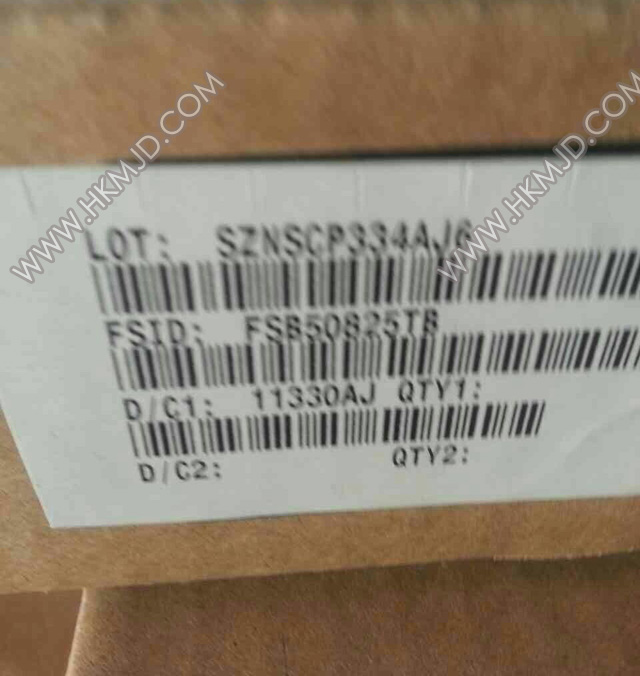 WWW.HKMJD.COM
WWW.HKMJD.COM
LOT: SZNSCP334AJ6
FSID: FSB50825TB
D/C1: 11330AJ QTY1:
D/C2: QTY2: